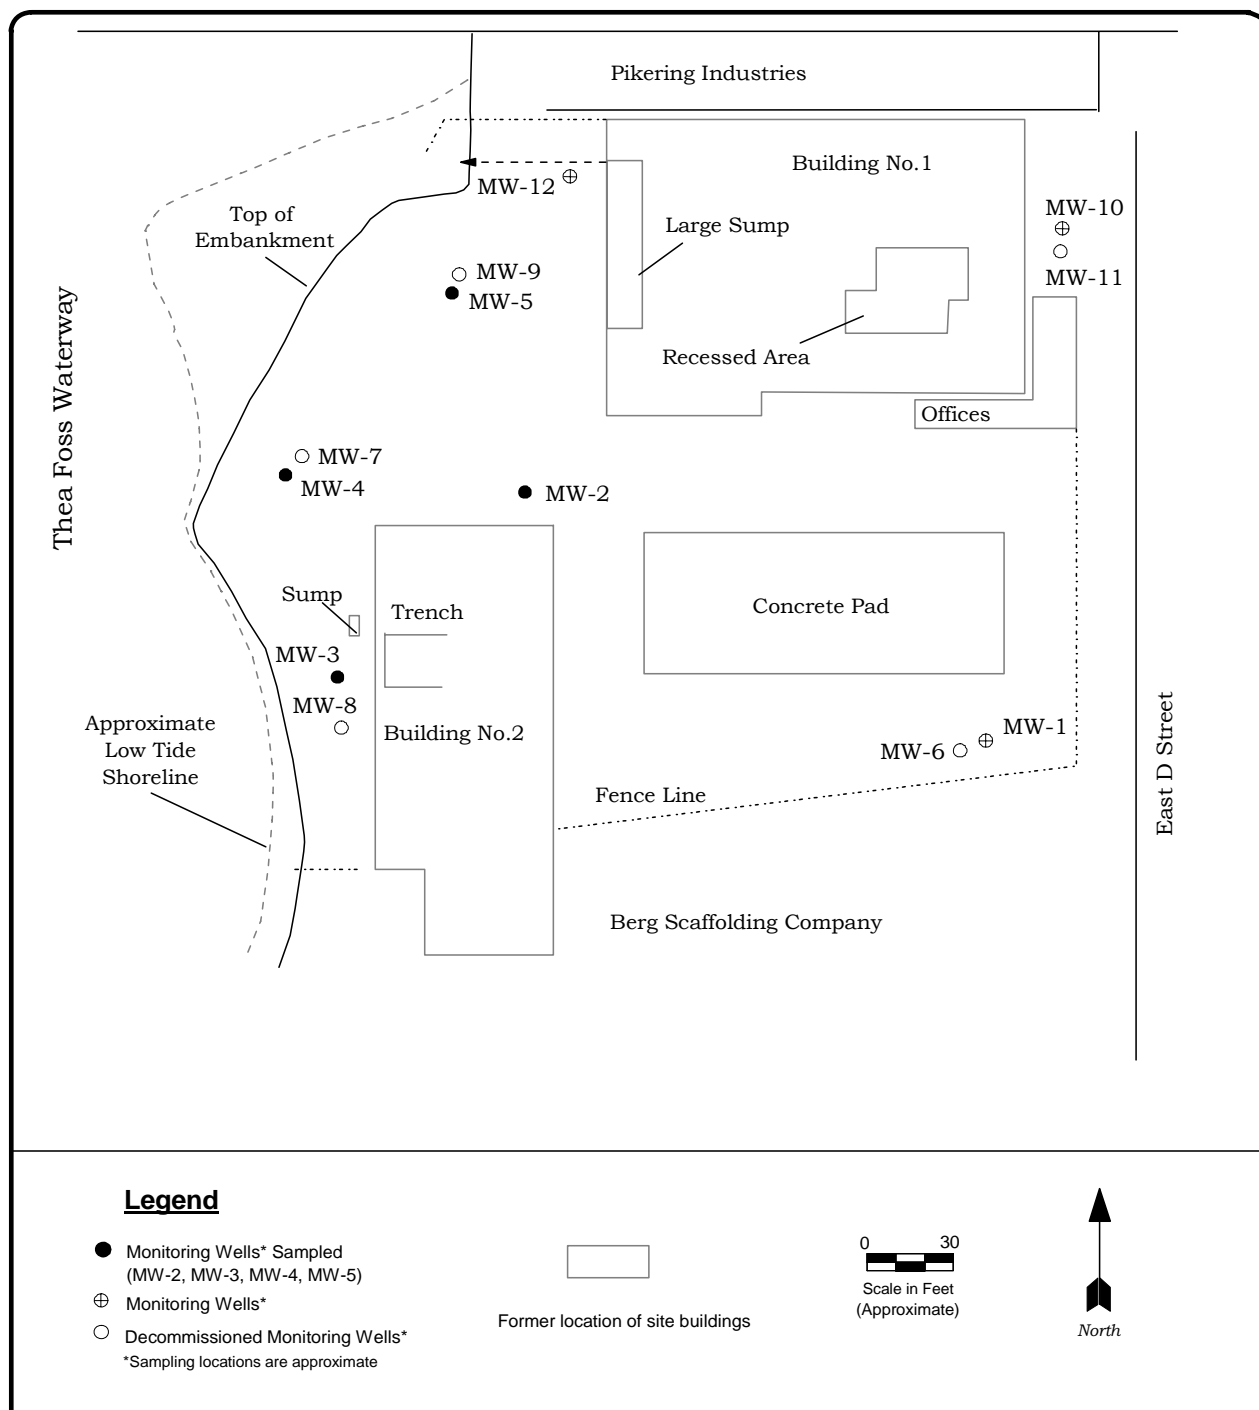 Pikering Industries
Building No.1
MW-12
MW-10
Top of
Embankment
Large Sump
MW-11
MW-9
MW-5
Thea Foss Waterway
Recessed Area
Offices
MW-7
MW-4
MW-2
Sump
Trench
Concrete Pad
MW-3
MW-8
Approximate
Low Tide
Shoreline
Building No.2
MW-1
MW-6
East D Street
Fence Line
Berg Scaffolding Company
Legend
Monitoring Wells* Sampled
(MW-2, MW-3, MW-4, MW-5)
Monitoring Wells*
Decommissioned Monitoring Wells*
*Sampling locations are approximate
Former location of site buildings
0 30
Scale in Feet
(Approximate)
North